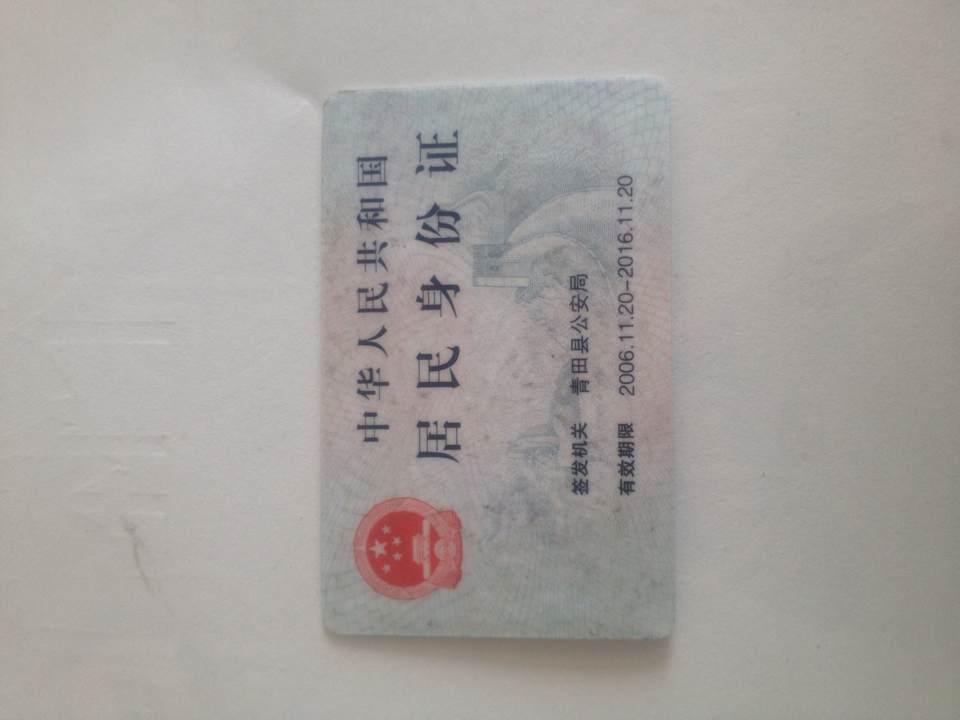 中华人民共和国
居民身份证
签发机关 青田县公安局
有效期限 2006.11.20-2016.11.20